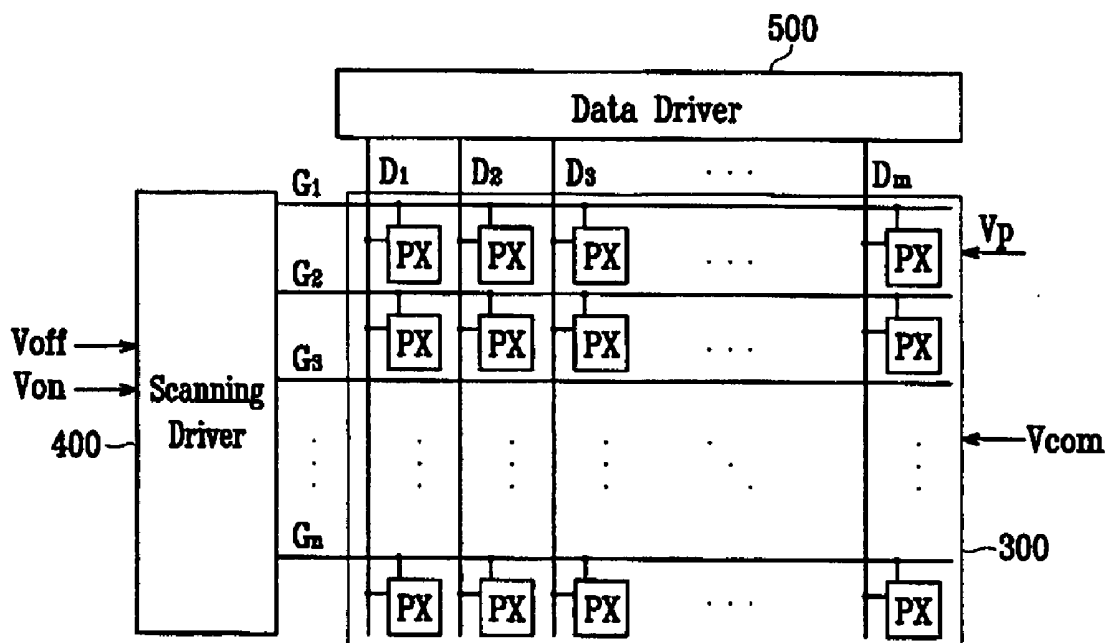 500
Data Driver
D1 D2 D3 ... Dm
G1
PX PX PX ... PX
Vp
G2
PX PX PX ... PX
Voff
G3
Von
Scanning
Driver
400
Vcom
Gn
300
PX PX PX ... PX